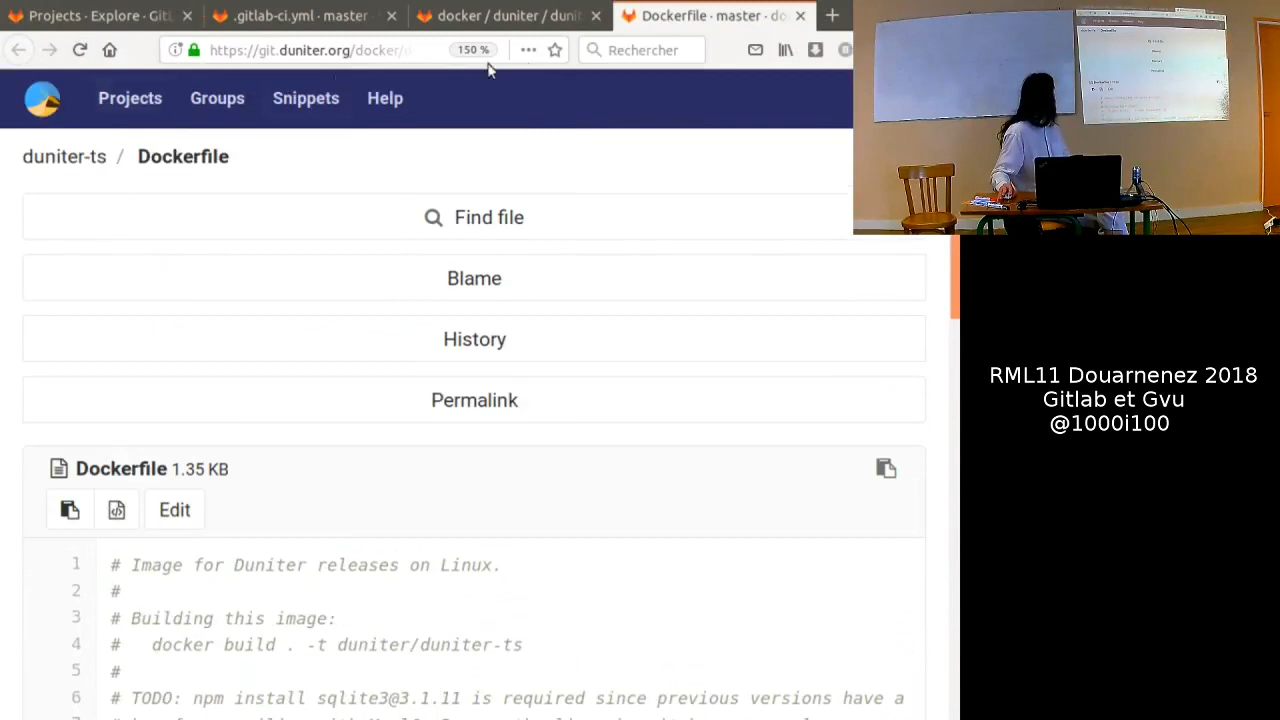 Projects · Explore · GitL
.gitlab-ci.yml · master ·
docker / duniter / dunit
Dockerfile · master · do
https://git.duniter.org/docker/d
150 %
Rechercher
Projects
Groups
Snippets
Help
duniter-ts / Dockerfile
Find file
Blame
History
Permalink
Dockerfile 1.35 KB
Edit
1 # Image for Duniter releases on Linux.
2 #
3 # Building this image:
4 #   docker build . -t duniter/duniter-ts
5 #
6 # TODO: npm install sqlite3@3.1.11 is required since previous versions have a
RML11 Douarnenez 2018
Gitlab et Gvu
@1000i100